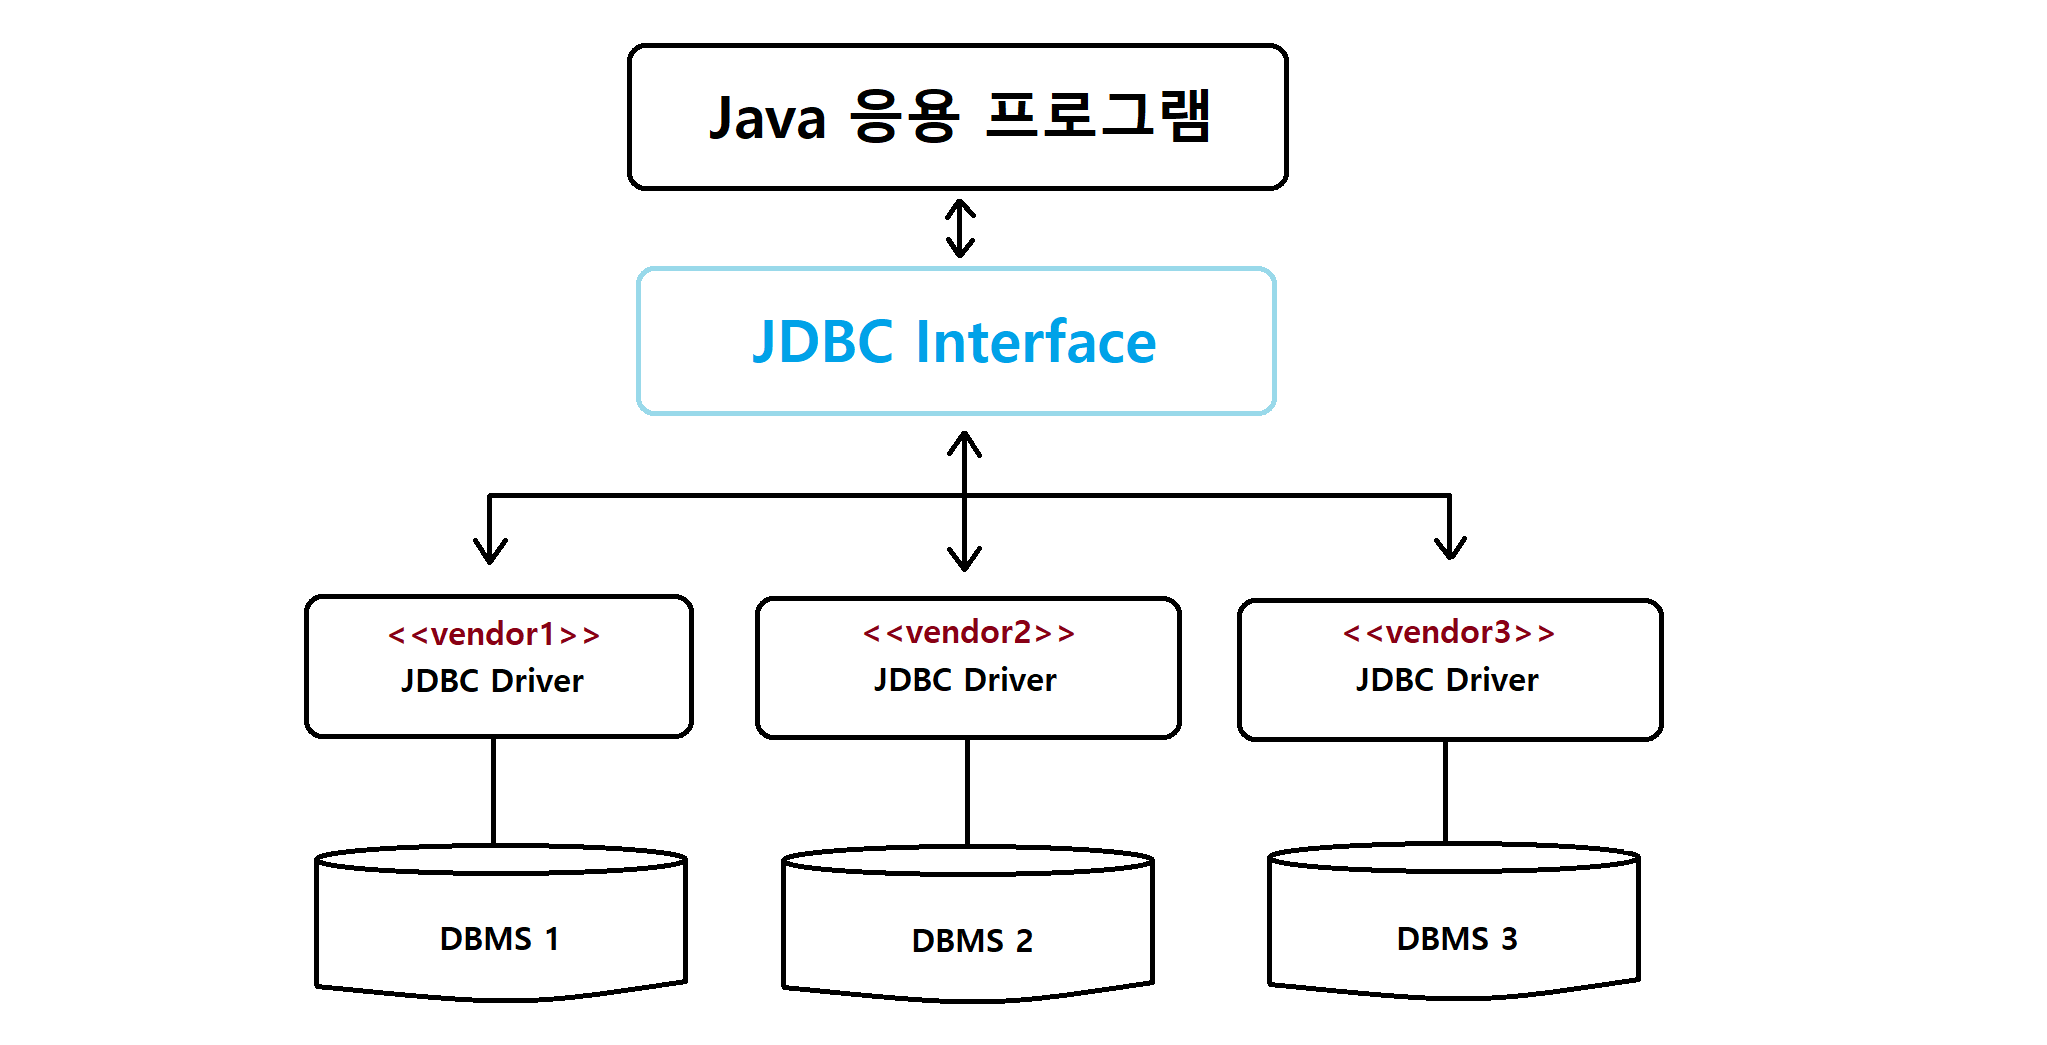 Java 응용 프로그램
JDBC Interface
<<vendor1>>
JDBC Driver
<<vendor2>>
JDBC Driver
<<vendor3>>
JDBC Driver
DBMS 1
DBMS 2
DBMS 3